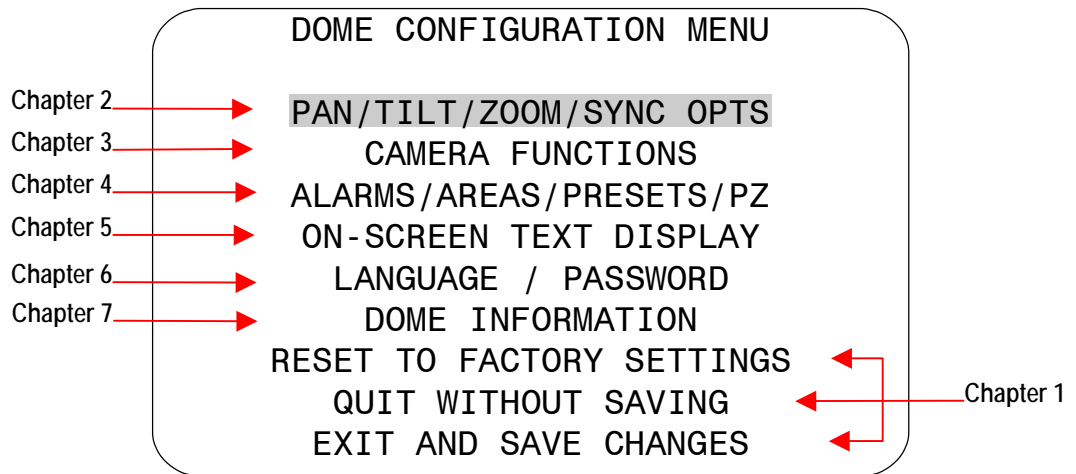 DOME CONFIGURATION MENU
Chapter 2 PAN/TILT/ZOOM/SYNC OPTS
Chapter 3 CAMERA FUNCTIONS
Chapter 4 ALARMS/AREAS/PRESETS/PZ
Chapter 5 ON-SCREEN TEXT DISPLAY
Chapter 6 LANGUAGE / PASSWORD
Chapter 7 DOME INFORMATION
RESET TO FACTORY SETTINGS
QUIT WITHOUT SAVING Chapter 1
EXIT AND SAVE CHANGES